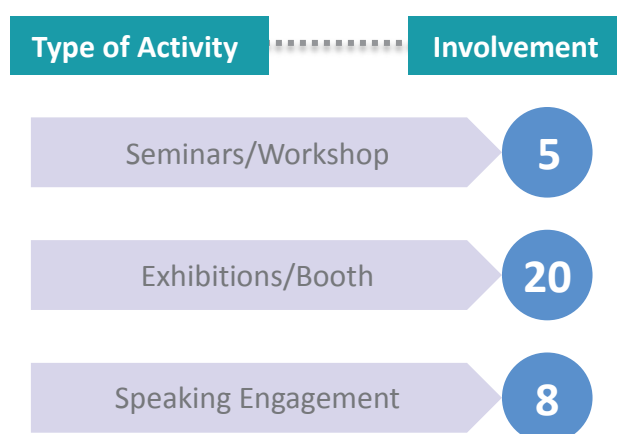 Type of Activity Involvement
Seminars/Workshop 5
Exhibitions/Booth 20
Speaking Engagement 8